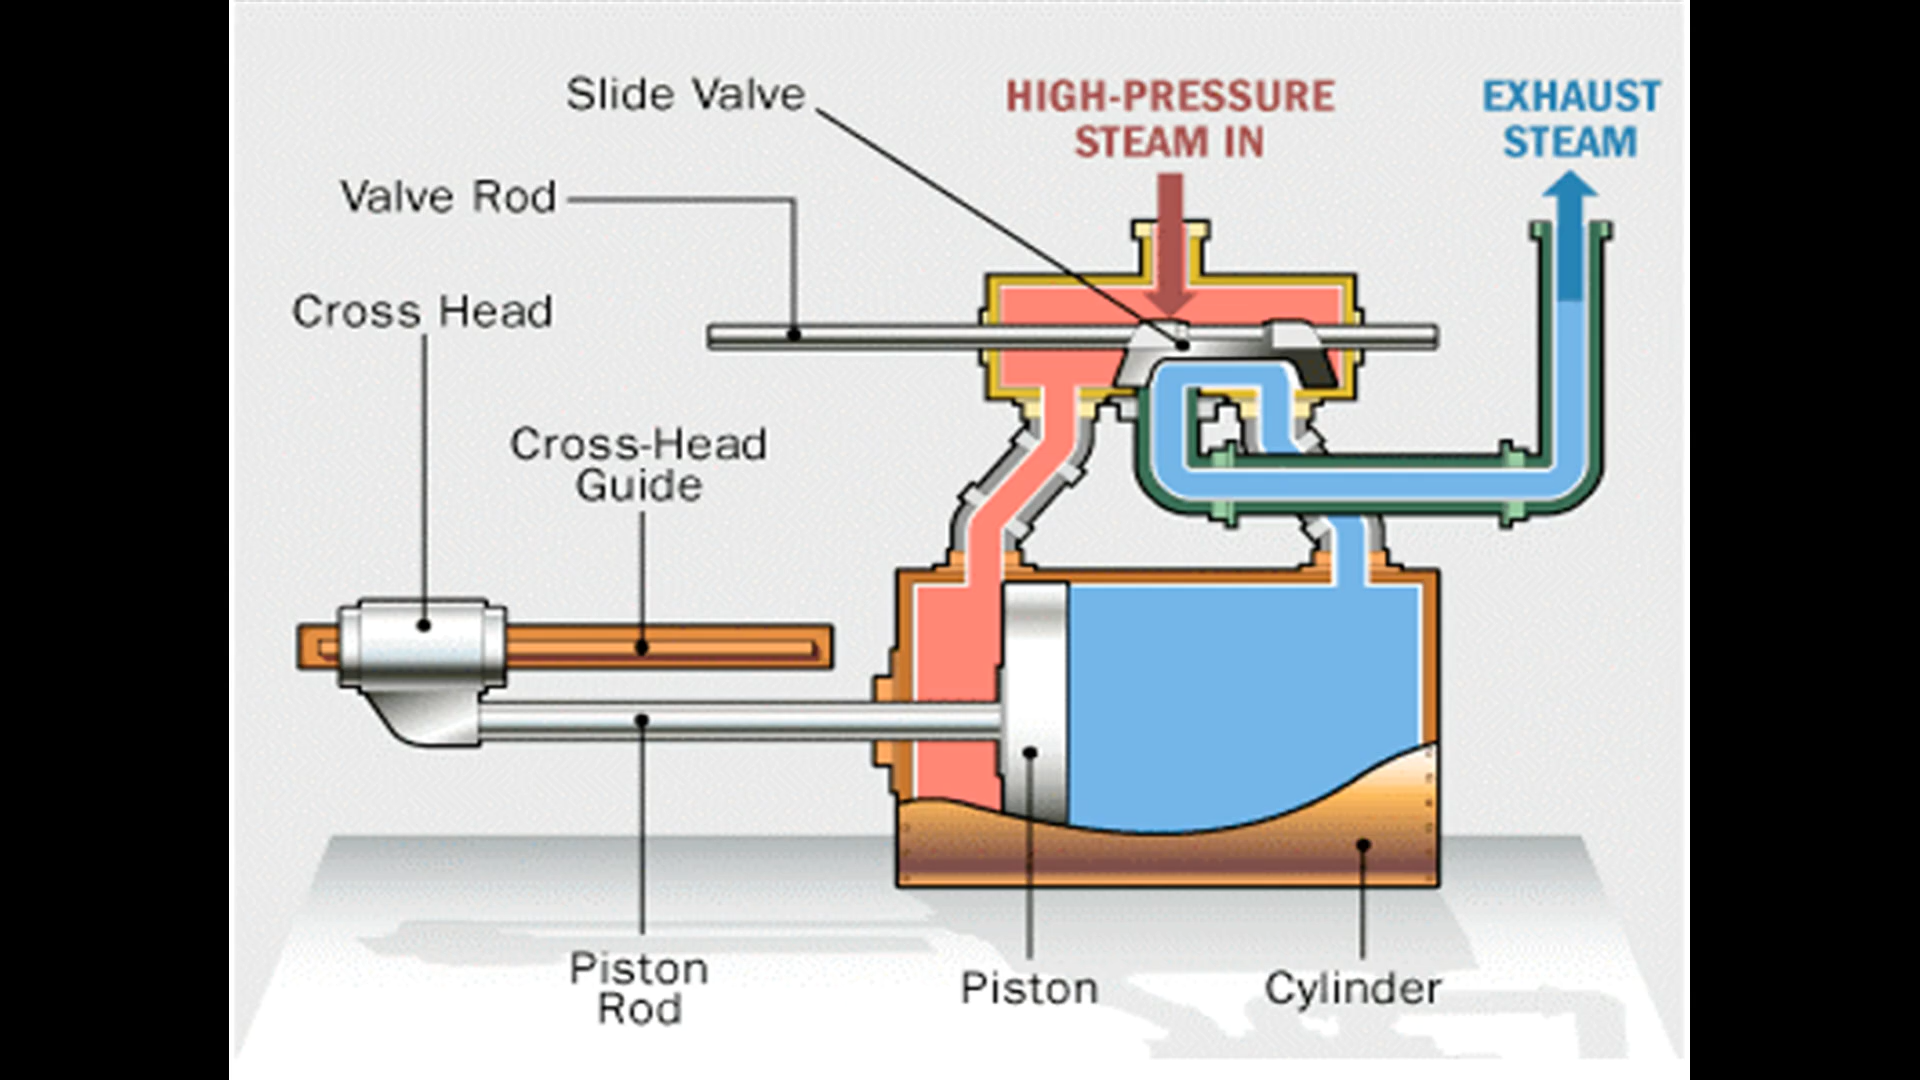 Slide Valve
HIGH-PRESSURE
STEAM IN
EXHAUST
STEAM
Valve Rod
Cross Head
Cross-Head
Guide
Piston
Rod
Piston
Cylinder